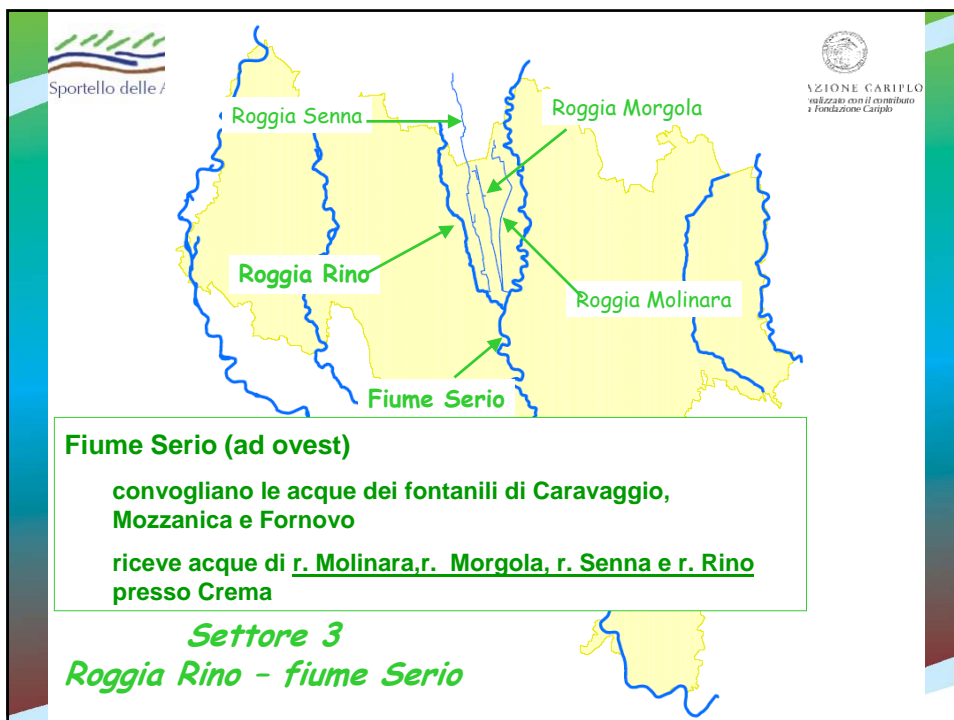 Sportello delle A
AZIONE CARIPLO
realizzato con il contributo
a Fondazione Cariplo
Roggia Senna
Roggia Morgola
Roggia Rino
Roggia Molinara
Fiume Serio
Fiume Serio (ad ovest)
convogliano le acque dei fontanili di Caravaggio,
Mozzanica e Fornovo
riceve acque di r. Molinara,r. Morgola, r. Senna e r. Rino
presso Crema
Settore 3
Roggia Rino – fiume Serio